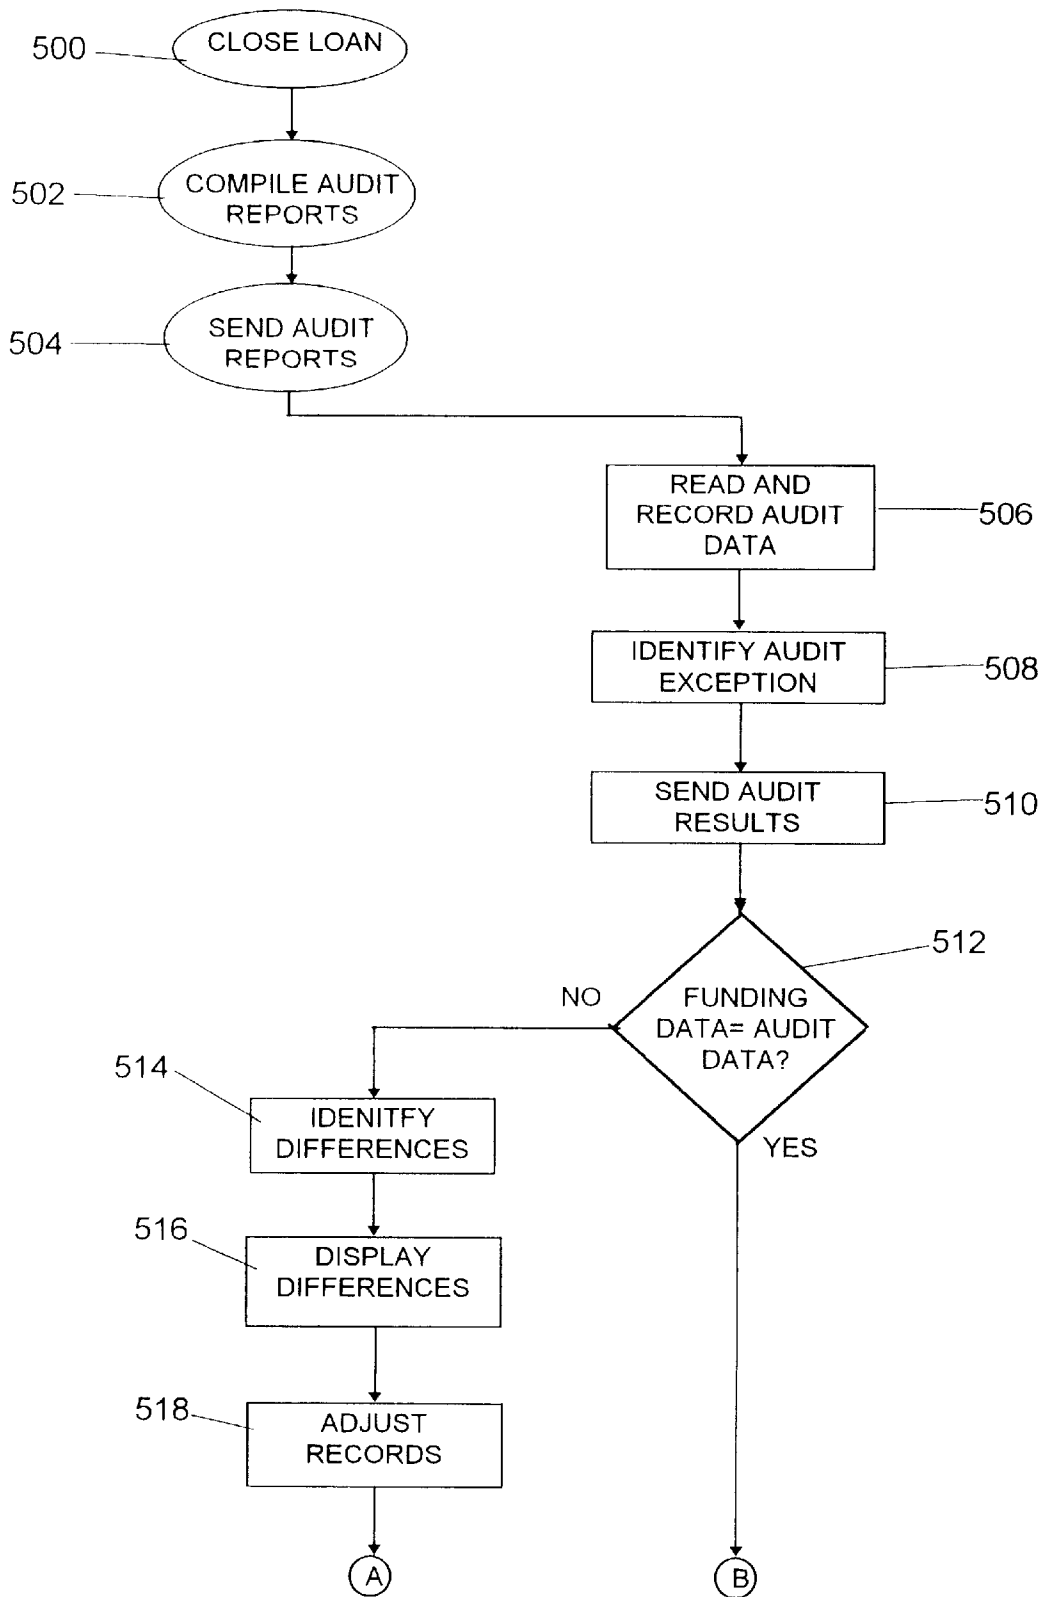 CLOSE LOAN
500
COMPILE AUDIT
REPORTS
502
SEND AUDIT
REPORTS
504
READ AND
RECORD AUDIT
DATA
506
IDENTIFY AUDIT
EXCEPTION
508
SEND AUDIT
RESULTS
510
512
FUNDING
DATA= AUDIT
DATA?
NO
YES
514
IDENITFY
DIFFERENCES
516
DISPLAY
DIFFERENCES
518
ADJUST
RECORDS
A
B